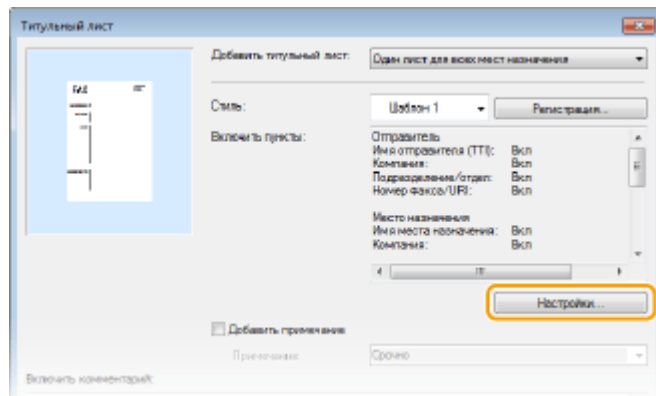 Титульный лист
Добавить титульный лист: Один лист для всех мест назначения
FAX
Стиль: Шаблон 1 Регистрация...
Включить пункты: Отправитель
Имя отправителя (TTI): Вкл
Компания: Вкл
Подразделение/отдел: Вкл
Номер факса/URI: Вкл
Место назначения
Имя места назначения: Вкл
Компания: Вкл
Настройки...
Добавить примечание
Примечание: Срочно
Включить комментарий: